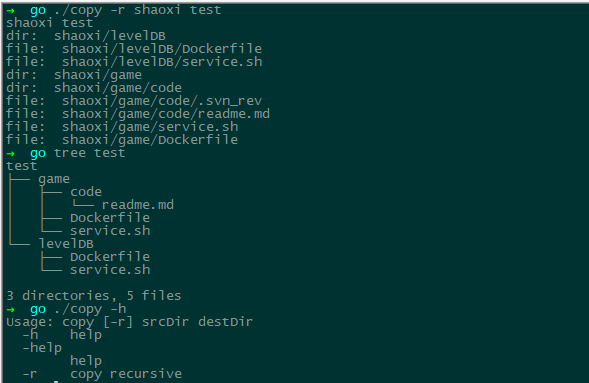 ➜  go ./copy -r shaoxi test
shaoxi test
dir:  shaoxi/levelDB
file:  shaoxi/levelDB/Dockerfile
file:  shaoxi/levelDB/service.sh
dir:  shaoxi/game
dir:  shaoxi/game/code
file:  shaoxi/game/code/.svn_rev
file:  shaoxi/game/code/readme.md
file:  shaoxi/game/service.sh
file:  shaoxi/game/Dockerfile
➜  go tree test
test
├── game
│   ├── code
│   │   └── readme.md
│   ├── Dockerfile
│   └── service.sh
└── levelDB
    ├── Dockerfile
    └── service.sh

3 directories, 5 files
➜  go ./copy -h
Usage: copy [-r] srcDir destDir
  -h    help
  -help
        help
  -r    copy recursive